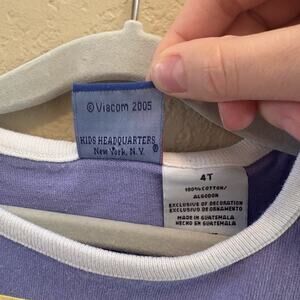 © Viacom 2005
KIDS HEADQUARTERS ®
New York, N.Y.
4T
100% COTTON/
ALGODON
EXCLUSIVE OF DECORATION
EXCLUSIVO DE ORNAMENTO
MADE IN GUATEMALA
HECHO EN GUATEMALA